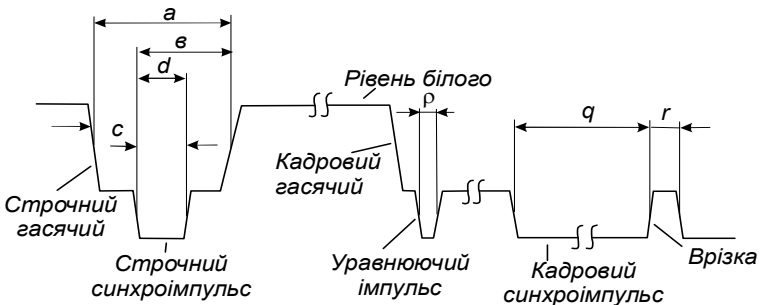 a
в
d
c
Рівень білого
ρ
q
r
Строчний
гасячий
Кадровий
гасячий
Строчний
синхроімпульс
Уравнюючий
імпульс
Кадровий
синхроімпульс
Врізка